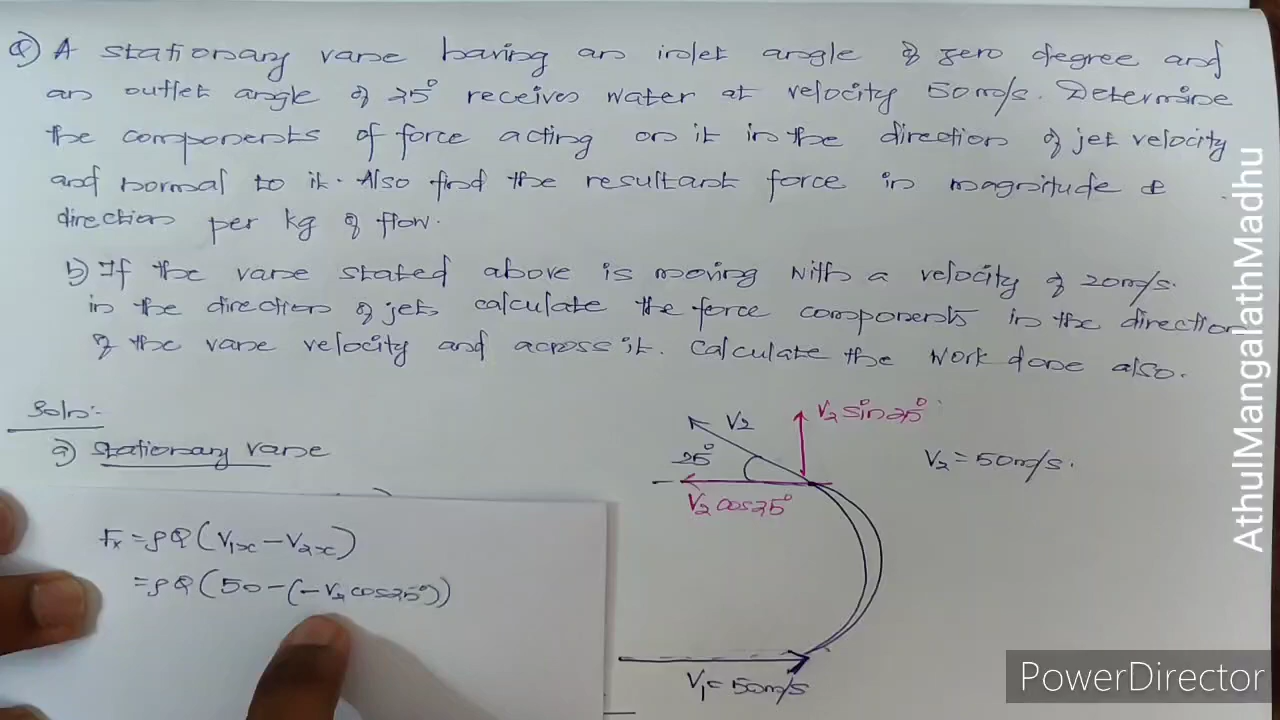 Q) A stationary vane having an inlet angle of zero degree and
an outlet angle of 25° receives water at velocity 50m/s. Determine
the components of force acting on it in the direction of jet velocity
and normal to it. Also find the resultant force in magnitude &
direction per kg of flow.
b) If the vane stated above is moving with a velocity of 20m/s.
in the direction of jet, calculate the force components in the direction
of the vane velocity and across it. Calculate the work done also.
Soln:-
a) Stationary vane
V2
V2 sin25°
25°
V2 = 50m/s.
V2 cos25°
Fx = ρQ(V1x - V2x)
= ρQ(50-(-V2 cos25°))
V1 = 50m/s
AthulMangalathMadhu
PowerDirector